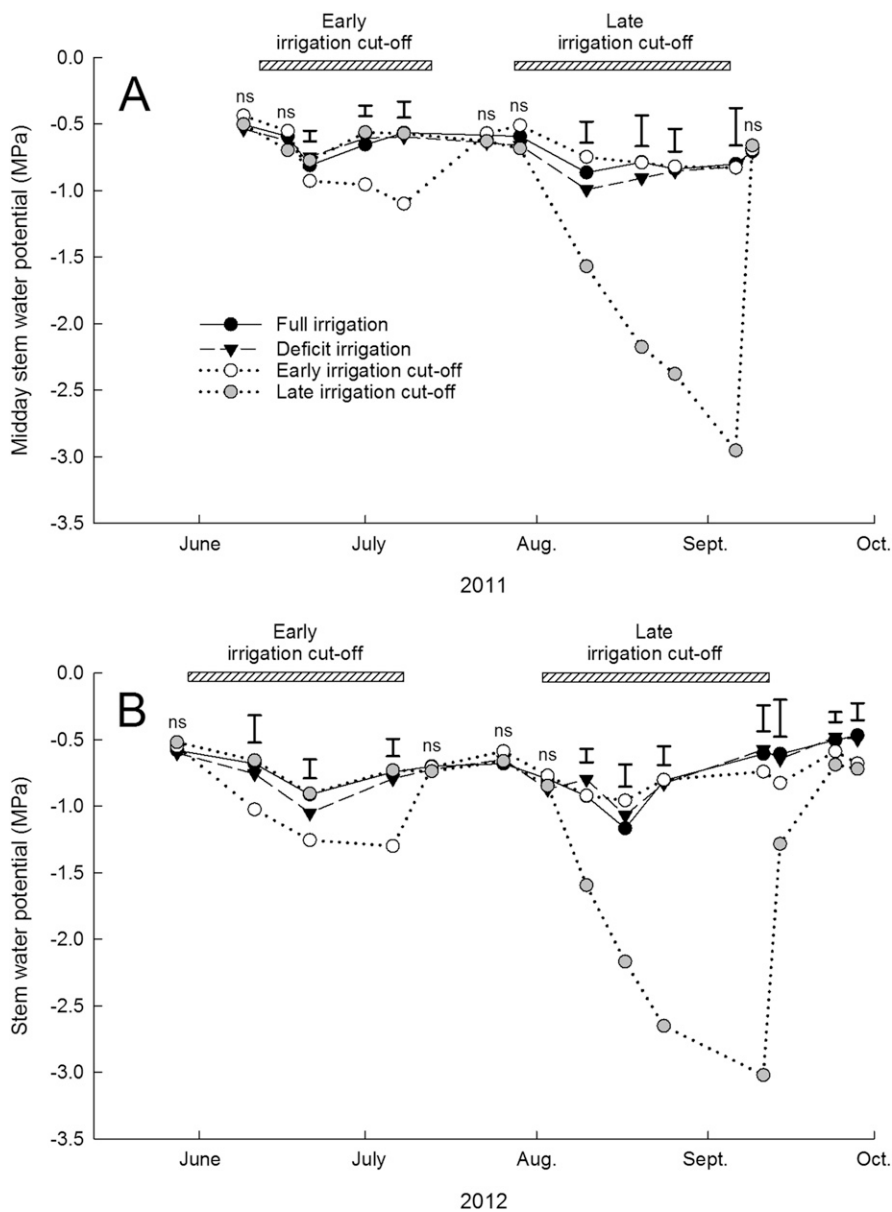 Early
irrigation cut-off
Late
irrigation cut-off
0.0
A
ns
ns
ns
ns
ns
-0.5
-1.0
-1.5
-2.0
-2.5
-3.0
-3.5
Midday stem water potential (MPa)
Full irrigation
Deficit irrigation
Early irrigation cut-off
Late irrigation cut-off
June
July
Aug.
Sept.
Oct.
2011
Early
irrigation cut-off
Late
irrigation cut-off
0.0
B
ns
ns
ns
ns
-0.5
-1.0
-1.5
-2.0
-2.5
-3.0
-3.5
Stem water potential (MPa)
June
July
Aug.
Sept.
Oct.
2012